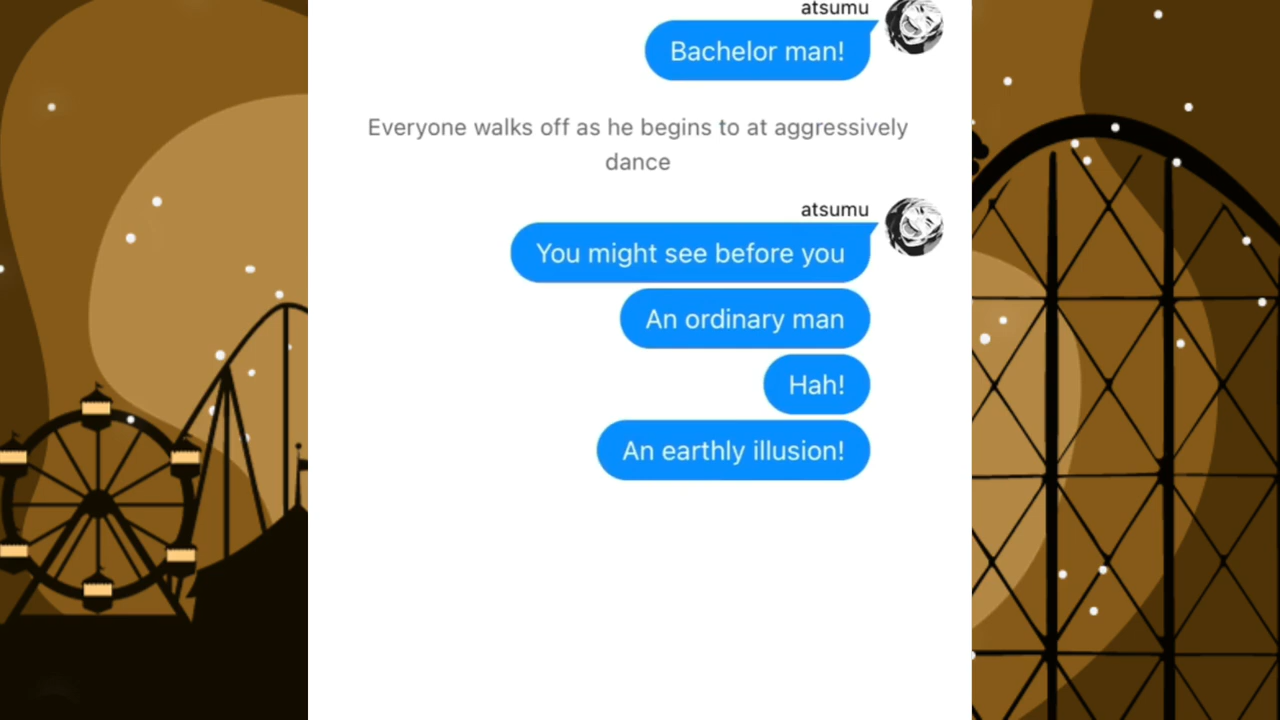 atsumu
Bachelor man!
Everyone walks off as he begins to at aggressively
dance
atsumu
You might see before you
An ordinary man
Hah!
An earthly illusion!